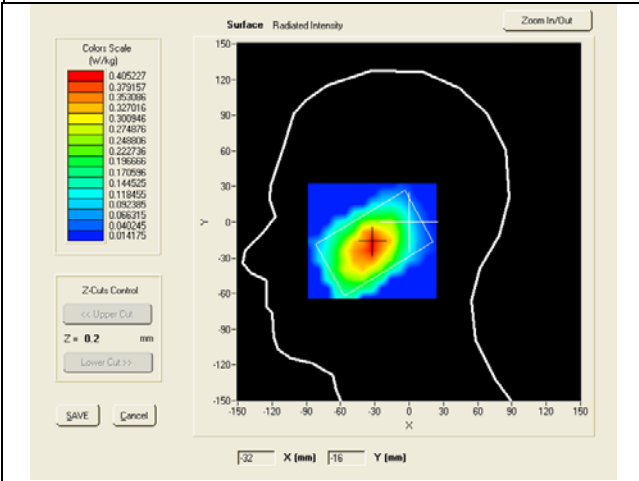 Surface Radiated Intensity
Zoom In/Out
Colors Scale
(W/kg)
0.405227
0.379157
0.353086
0.327016
0.300946
0.274876
0.248806
0.222736
0.196666
0.170596
0.144525
0.118455
0.092385
0.066315
0.040245
0.014175
Z-Cuts Control
<< Upper Cut
Z = 0.2 mm
Lower Cut >>
SAVE Cancel
150-
120-
90-
60-
30-
Y 0-
-30-
-60-
-90-
-120-
-150-
-150 -120 -90 -60 -30 0 30 60 90 120 150
X
-32 X (mm) -16 Y (mm)